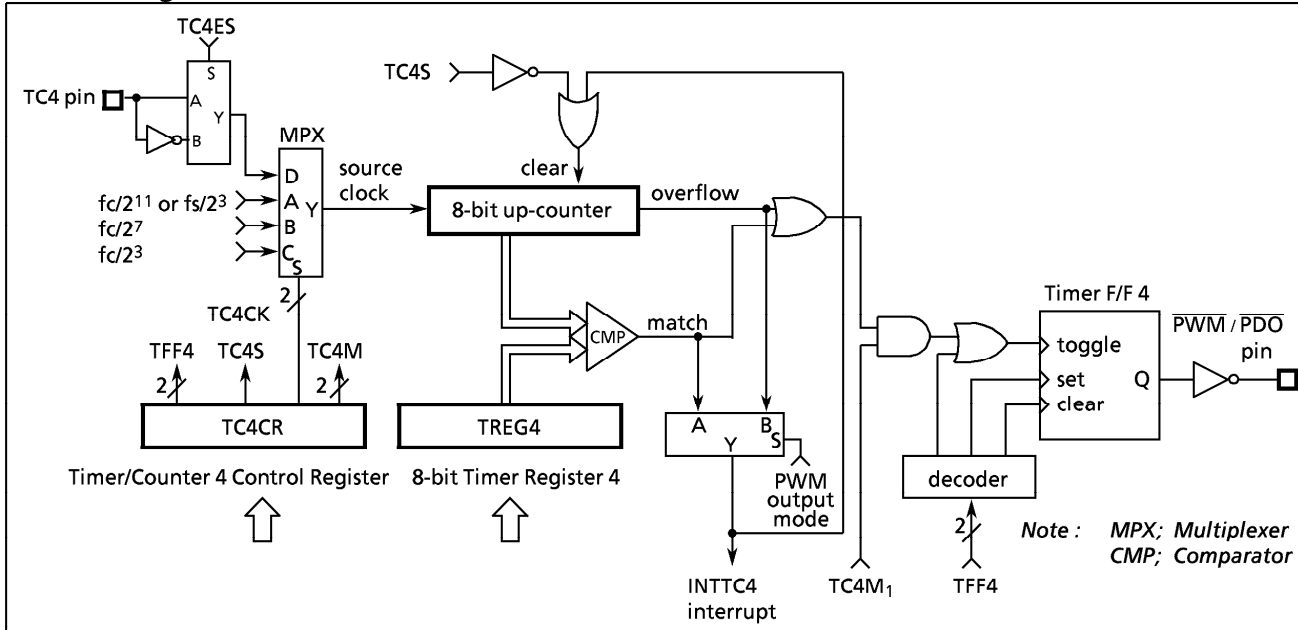 TC4ES
S
TC4 pin
A
Y
B
TC4S
MPX
D
A
Y
B
C
S
fc/2¹¹ or fs/2³
fc/2⁷
fc/2³
source
clock
clear
8-bit up-counter
overflow
2
TC4CK
TFF4
TC4S
TC4M
2
2
TC4CR
Timer/Counter 4 Control Register
TREG4
8-bit Timer Register 4
CMP
match
A
B
Y
S
PWM
output
mode
INTTC4
interrupt
TC4M₁
Timer F/F 4
toggle
set
clear
Q
PWM / PDO
pin
decoder
2
TFF4
Note : MPX; Multiplexer
CMP; Comparator